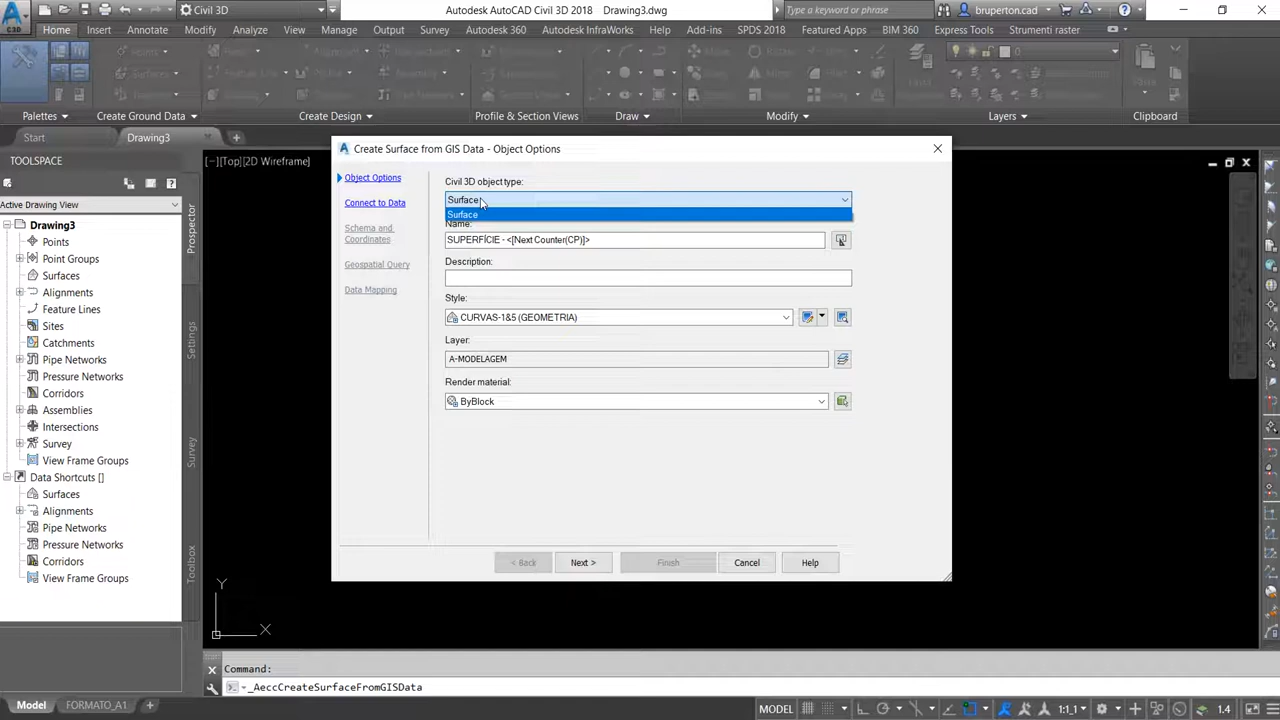 Civil 3D
Autodesk AutoCAD Civil 3D 2018 Drawing3.dwg
Type a keyword or phrase
bruperton.cad
C3D
Home Insert Annotate Modify Analyze View Manage Output Survey Autodesk 360 Autodesk InfraWorks Help Add-ins SPDS 2018 Featured Apps BIM 360 Express Tools Strumenti raster
Palettes Create Ground Data Create Design Profile & Section Views Draw Modify Layers Clipboard
Start Drawing3
TOOLSPACE
[−][Top][2D Wireframe]
Active Drawing View
Drawing3
Points
Point Groups
Surfaces
Alignments
Feature Lines
Sites
Catchments
Pipe Networks
Pressure Networks
Corridors
Assemblies
Intersections
Survey
View Frame Groups
Data Shortcuts []
Surfaces
Alignments
Pipe Networks
Pressure Networks
Corridors
View Frame Groups
Prospector
Settings
Survey
Toolbox
Create Surface from GIS Data - Object Options
Object Options
Connect to Data
Schema and
Coordinates
Geospatial Query
Data Mapping
Civil 3D object type:
Surface
Surface
Name:
SUPERFÍCIE - <[Next Counter(CP)]>
Description:
Style:
CURVAS-1&5 (GEOMETRIA)
Layer:
A-MODELAGEM
Render material:
ByBlock
< Back Next > Finish Cancel Help
Y
X
Command:
_AeccCreateSurfaceFromGISData
Model FORMATO_A1
MODEL 1:1 1.4